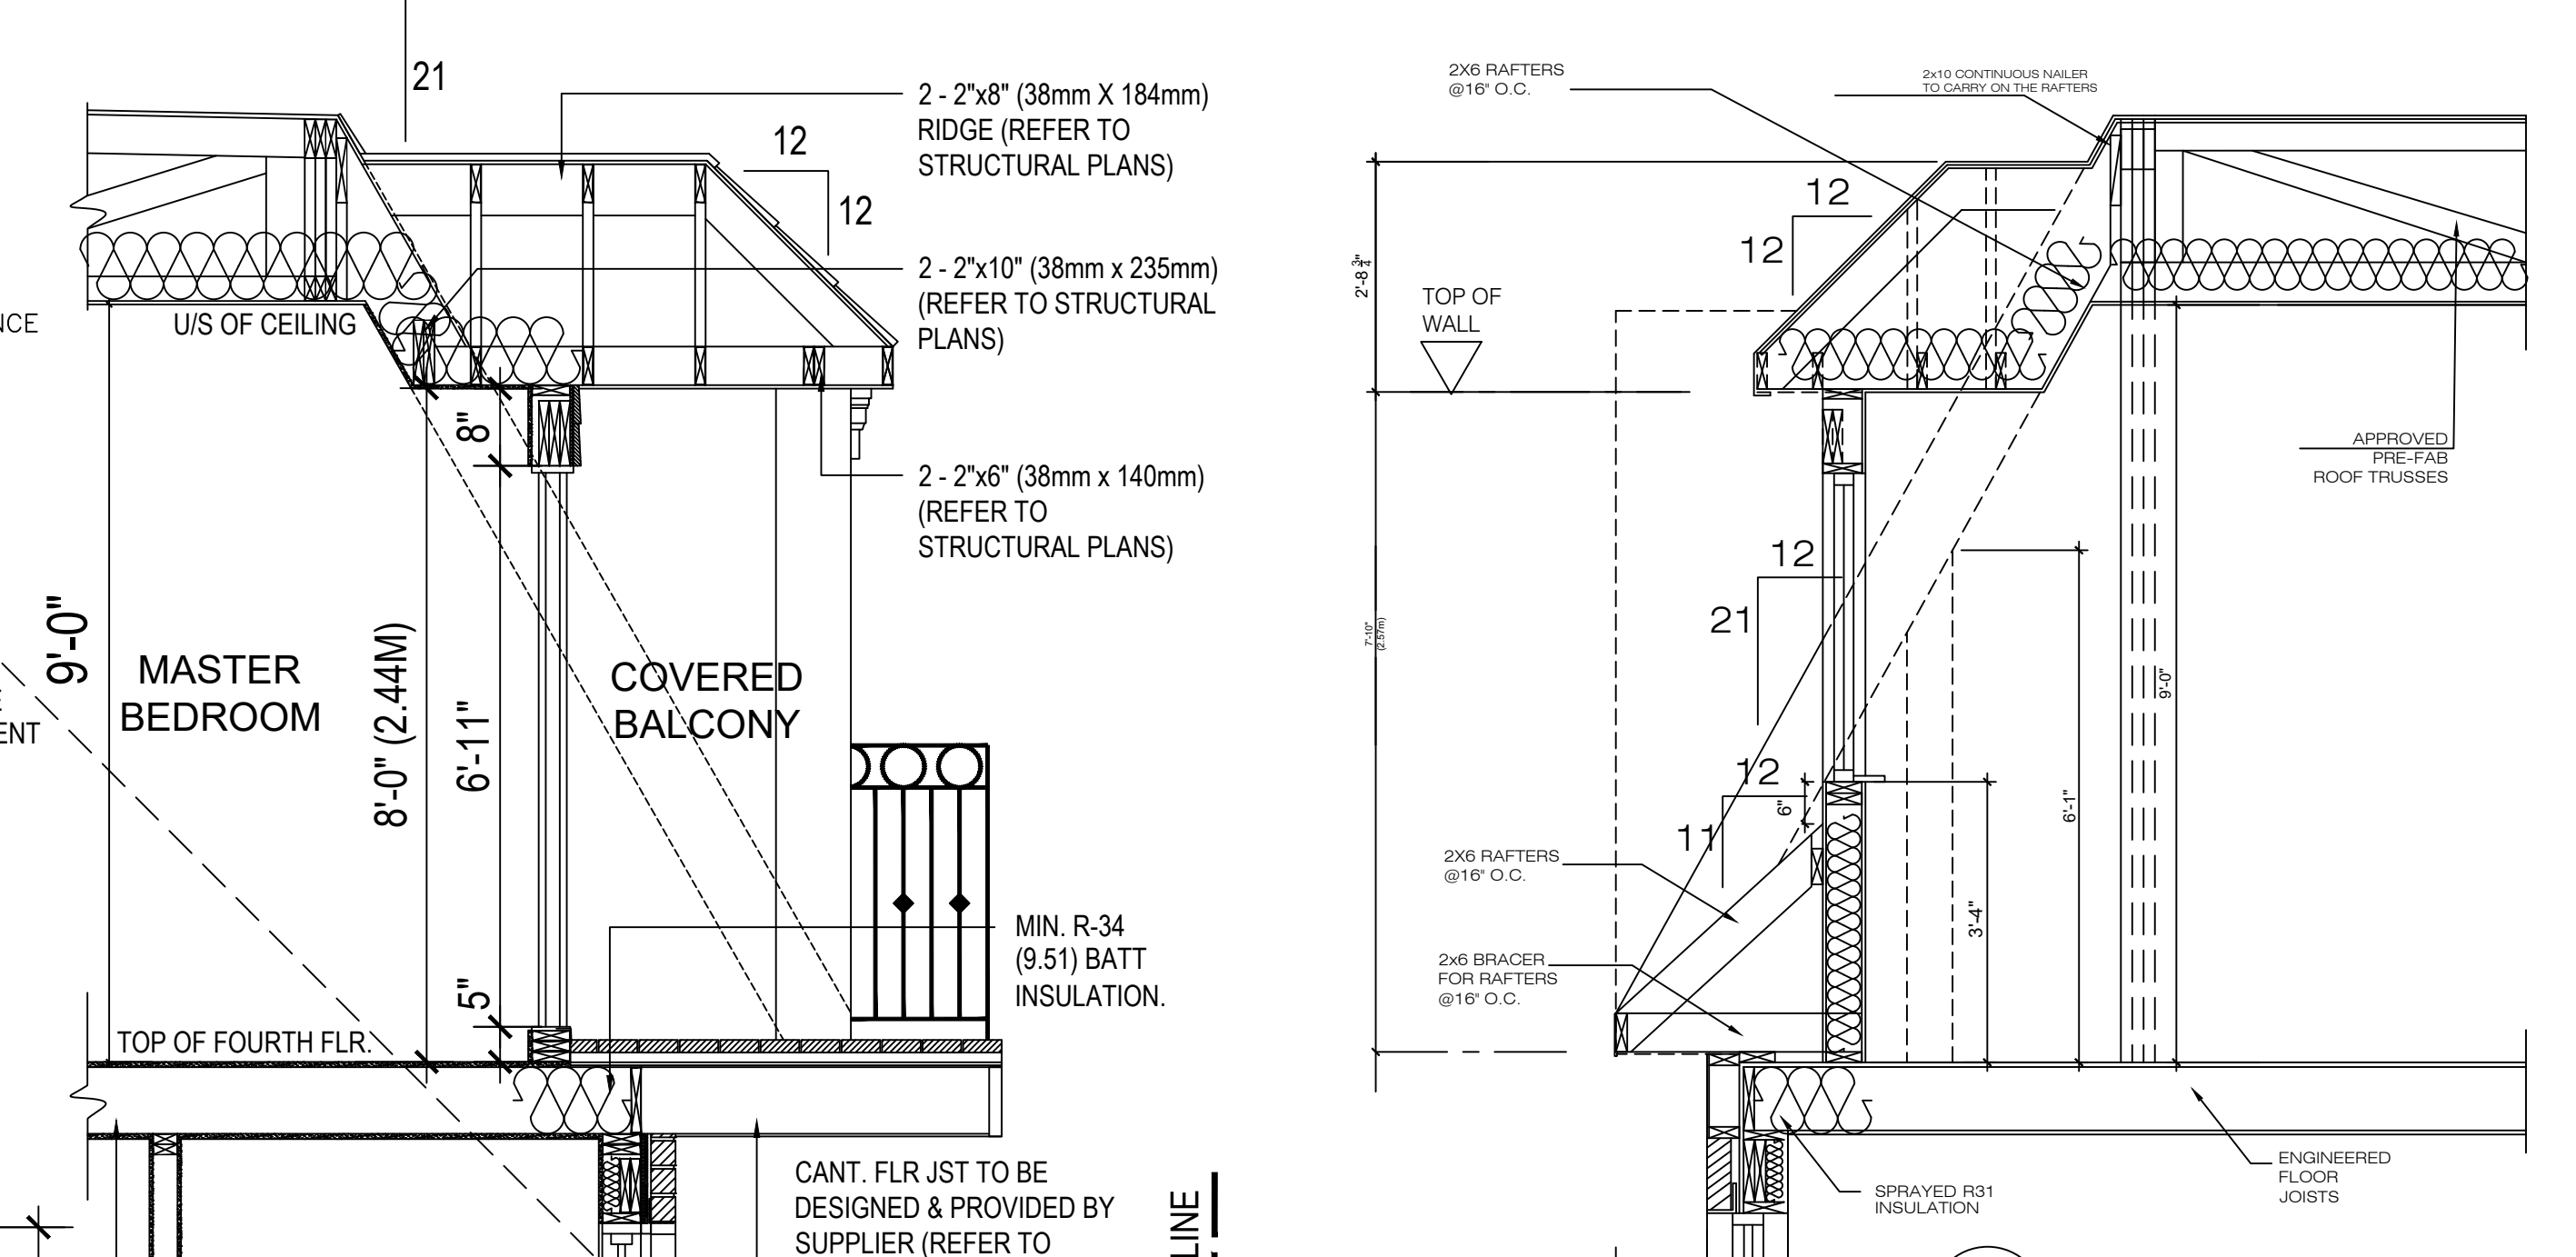 21
2 - 2"x8" (38mm X 184mm)
RIDGE (REFER TO
STRUCTURAL PLANS)
12
12
2 - 2"x10" (38mm x 235mm)
(REFER TO STRUCTURAL
PLANS)
U/S OF CEILING
8"
2 - 2"x6" (38mm x 140mm)
(REFER TO
STRUCTURAL PLANS)
9'-0"
MASTER
BEDROOM
8'-0" (2.44M)
6'-11"
COVERED
BALCONY
5"
MIN. R-34
(9.51) BATT
INSULATION.
TOP OF FOURTH FLR.
CANT. FLR JST TO BE
DESIGNED & PROVIDED BY
SUPPLIER (REFER TO
LINE
2X6 RAFTERS
@16" O.C.
2x10 CONTINUOUS NAILER
TO CARRY ON THE RAFTERS
12
12
2'-8 3/4"
TOP OF
WALL
APPROVED
PRE-FAB
ROOF TRUSSES
12
21
7'-10"
(2.57m)
9'-0"
12
6"
11
6'-1"
2X6 RAFTERS
@16" O.C.
3'-4"
2x6 BRACER
FOR RAFTERS
@16" O.C.
ENGINEERED
FLOOR
JOISTS
SPRAYED R31
INSULATION